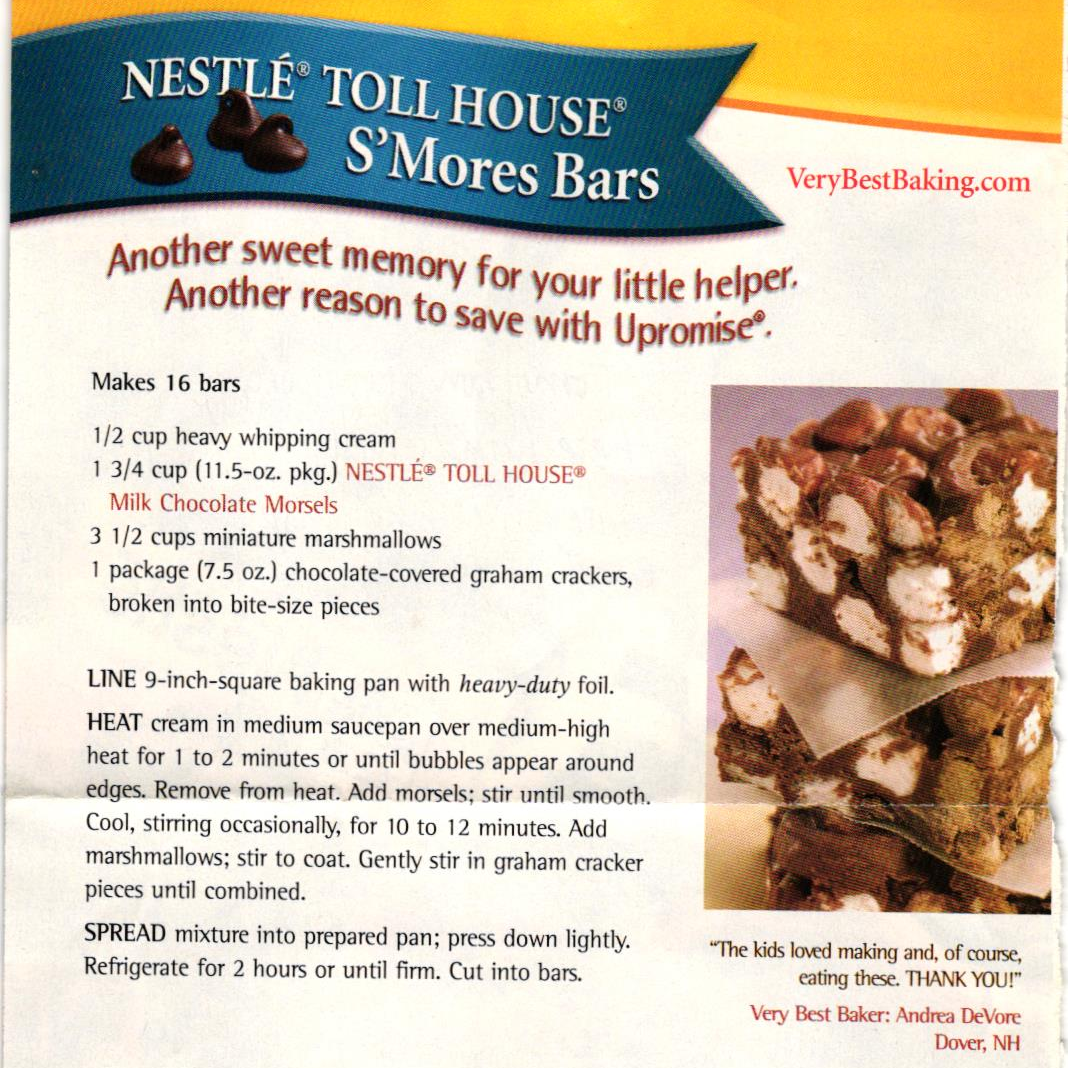 NESTLÉ® TOLL HOUSE®
S'Mores Bars
VeryBestBaking.com
Another sweet memory for your little helper.
Another reason to save with Upromise®.
Makes 16 bars
1/2 cup heavy whipping cream
1 3/4 cup (11.5-oz. pkg.) NESTLÉ® TOLL HOUSE®
Milk Chocolate Morsels
3 1/2 cups miniature marshmallows
1 package (7.5 oz.) chocolate-covered graham crackers,
broken into bite-size pieces
LINE 9-inch-square baking pan with heavy-duty foil.
HEAT cream in medium saucepan over medium-high
heat for 1 to 2 minutes or until bubbles appear around
edges. Remove from heat. Add morsels; stir until smooth.
Cool, stirring occasionally, for 10 to 12 minutes. Add
marshmallows; stir to coat. Gently stir in graham cracker
pieces until combined.
SPREAD mixture into prepared pan; press down lightly.
Refrigerate for 2 hours or until firm. Cut into bars.
"The kids loved making and, of course,
eating these. THANK YOU!"
Very Best Baker: Andrea DeVore
Dover, NH